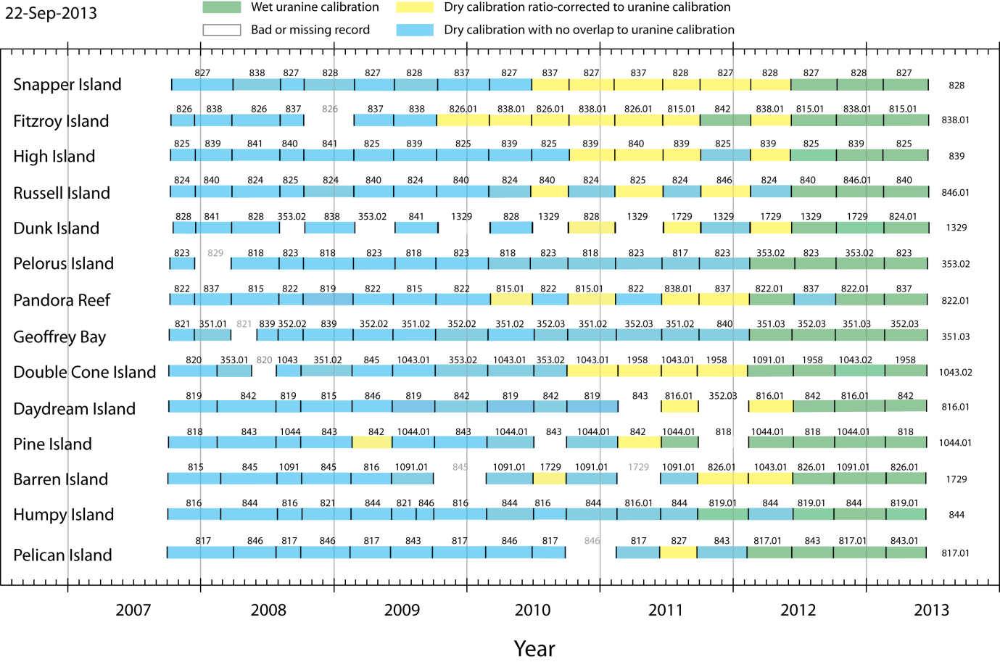 22-Sep-2013
Wet uranine calibration Dry calibration ratio-corrected to uranine calibration
Bad or missing record Dry calibration with no overlap to uranine calibration
827 838 827 828 827 828 837 827 837 827 837 828 827 828 827 828 827
Snapper Island 828
826 838 826 837 826 837 838 826.01 838.01 826.01 838.01 826.01 815.01 842 838.01 815.01 838.01 815.01
Fitzroy Island 838.01
825 839 841 840 841 825 839 825 839 825 839 840 839 825 839 825 839 825
High Island 839
824 840 824 825 824 840 824 840 824 840 824 825 824 846 824 840 846.01 840
Russell Island 846.01
828 841 828 353.02 838 353.02 841 1329 828 1329 828 1329 1729 1329 1729 1329 1729 824.01
Dunk Island 1329
823 829 818 823 818 823 818 823 818 823 818 823 817 823 353.02 823 353.02 823
Pelorus Island 353.02
822 837 815 822 819 822 815 822 815.01 822 815.01 822 838.01 837 822.01 837 822.01 837
Pandora Reef 822.01
821 351.01 821 839 352.02 839 352.02 351.02 352.02 351.02 352.03 351.02 352.03 351.02 840 351.03 352.03 351.03 352.03
Geoffrey Bay 351.03
820 353.01 820 1043 351.02 845 1043.01 353.02 1043.01 353.02 1043.01 1958 1043.01 1958 1091.01 1958 1043.02 1958
Double Cone Island 1043.02
819 842 819 815 846 819 842 819 842 819 843 816.01 352.03 816.01 842 816.01 842
Daydream Island 816.01
818 843 1044 843 842 1044.01 843 1044.01 843 1044.01 842 1044.01 818 1044.01 818 1044.01 818
Pine Island 1044.01
815 845 1091 845 816 1091.01 845 1091.01 1729 1091.01 1729 1091.01 826.01 1043.01 826.01 1091.01 826.01
Barren Island 1729
816 844 816 821 844 821 846 816 844 816 844 816.01 844 819.01 844 819.01 844 819.01
Humpy Island 844
817 846 817 846 817 843 817 846 817 846 817 827 843 817.01 843 817.01 843.01
Pelican Island 817.01
2007 2008 2009 2010 2011 2012 2013
Year